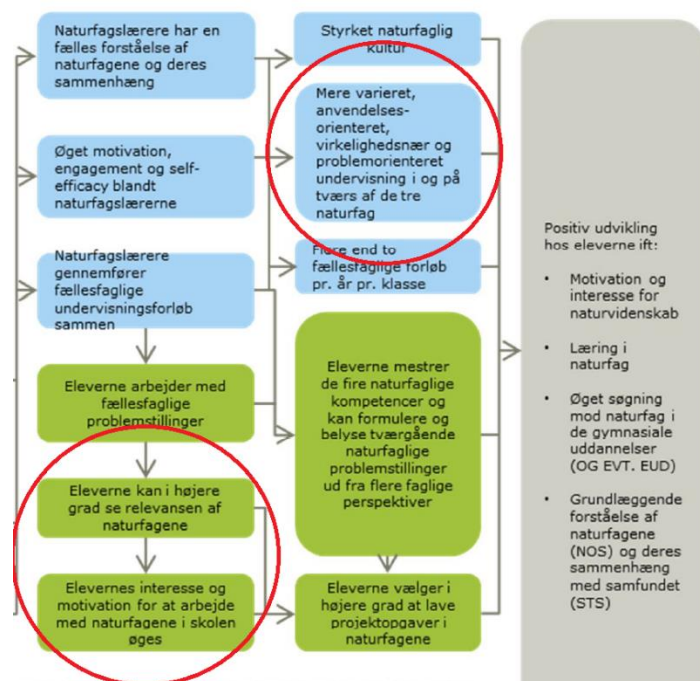 Naturfagslærere har en
fælles forståelse af
naturfagene og deres
sammenhæng
Styrket naturfaglig
kultur
Mere varieret,
anvendelses-
orienteret,
virkelighedsnær og
problemorienteret
undervisning i og på
tværs af de tre
naturfag
Øget motivation,
engagement og self-
efficacy blandt
naturfagslærerne
Naturfagslærere
gennemfører
fællesfaglige
undervisningsforløb
sammen
Flere end to
fællesfaglige forløb
pr. år pr. klasse
Eleverne arbejder med
fællesfaglige
problemstillinger
Eleverne mestrer
de fire naturfaglige
kompetencer og
kan formulere og
belyse tværgående
naturfaglige
problemstillinger
ud fra flere faglige
perspektiver
Eleverne kan i højere
grad se relevansen af
naturfagene
Elevernes interesse og
motivation for at arbejde
med naturfagene i skolen
øges
Eleverne vælger i
højere grad at lave
projektopgaver i
naturfagene
Positiv udvikling
hos eleverne ift:
• Motivation og
interesse for
naturvidenskab
• Læring i
naturfag
• Øget søgning
mod naturfag i de
gymnasiale
uddannelser
(OG EVT. EUD)
• Grundlæggende
forståelse af
naturfagene
(NOS) og deres
sammenhæng
med samfundet
(STS)